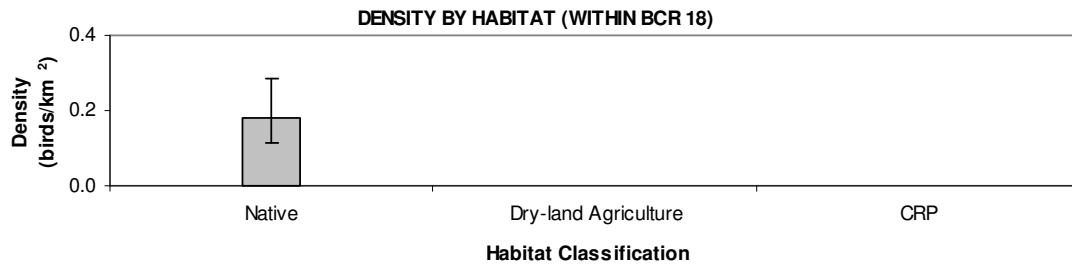 DENSITY BY HABITAT (WITHIN BCR 18)
Density
(birds/km ²)
0.4
0.2
0.0
Native Dry-land Agriculture CRP
Habitat Classification